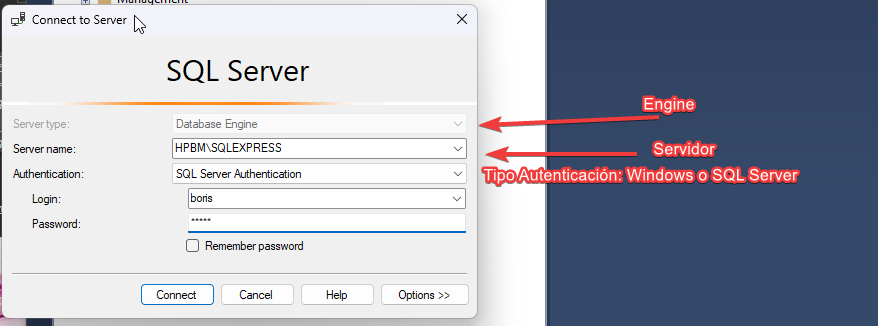 Management
Connect to Server
SQL Server
Server type: Database Engine
Engine
Server name: HPBM\SQLEXPRESS
Servidor
Authentication: SQL Server Authentication
Tipo Autenticación: Windows o SQL Server
Login: boris
Password: *****
Remember password
Connect Cancel Help Options >>